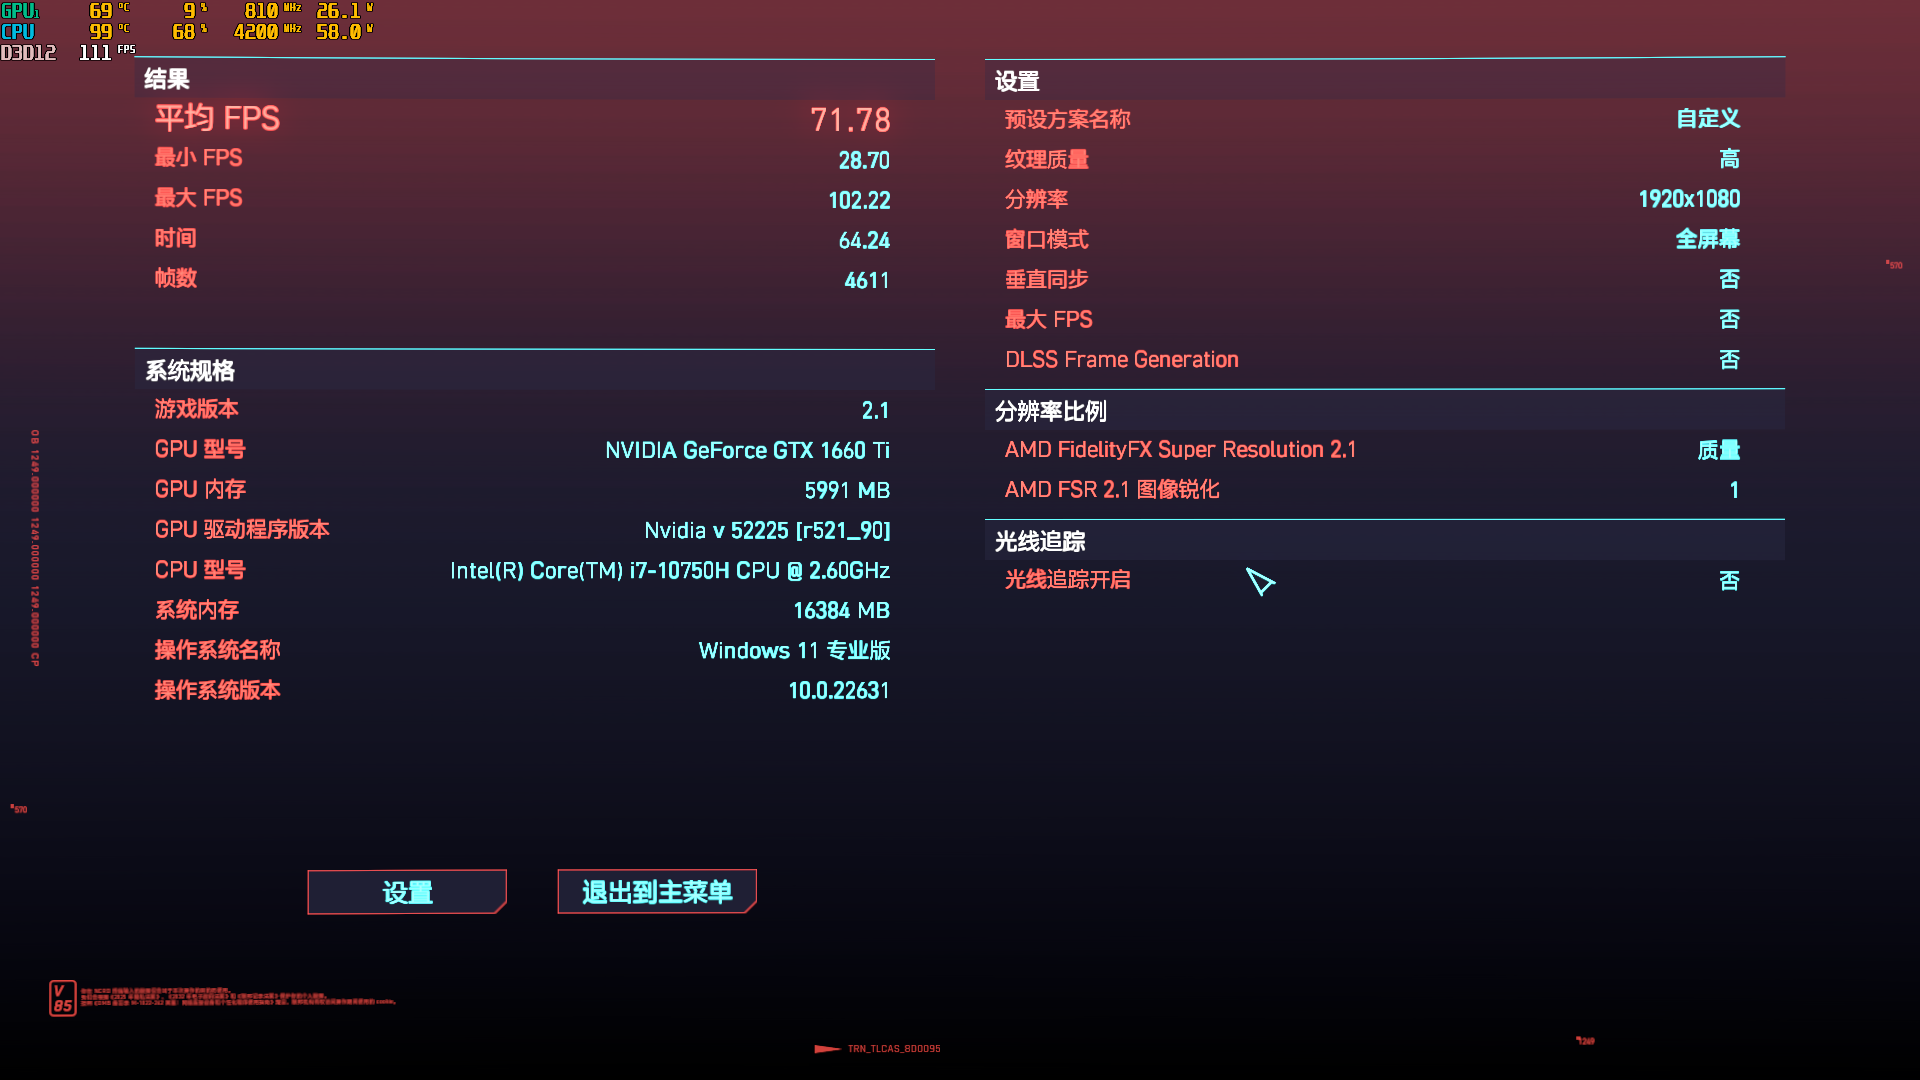 GPU₁ 69 °C 9 % 810 MHz 26.1 W
CPU 99 °C 68 % 4200 MHz 58.0 W
D3D12 111 FPS
结果
平均 FPS 71.78
最小 FPS 28.70
最大 FPS 102.22
时间 64.24
帧数 4611
系统规格
游戏版本 2.1
GPU 型号 NVIDIA GeForce GTX 1660 Ti
GPU 内存 5991 MB
GPU 驱动程序版本 Nvidia v 52225 [r521_90]
CPU 型号 Intel(R) Core(TM) i7-10750H CPU @ 2.60GHz
系统内存 16384 MB
操作系统名称 Windows 11 专业版
操作系统版本 10.0.22631
设置
退出到主菜单
设置
预设方案名称 自定义
纹理质量 高
分辨率 1920x1080
窗口模式 全屏幕
垂直同步 否
最大 FPS 否
DLSS Frame Generation 否
分辨率比例
AMD FidelityFX Super Resolution 2.1 质量
AMD FSR 2.1 图像锐化 1
光线追踪
光线追踪开启 否
570
570
V
85
TRN_TLCAS_800095
1269